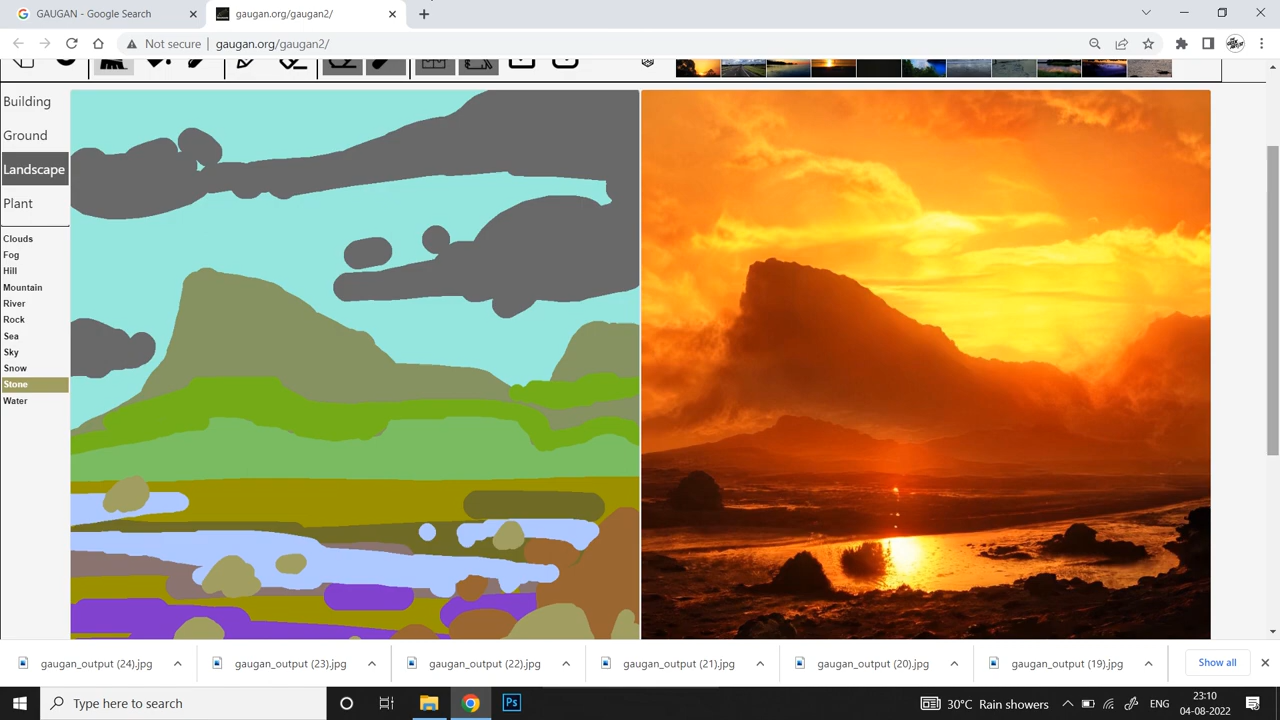 GAUGAN - Google Search
gaugan.org/gaugan2/
Not secure
gaugan.org/gaugan2/
Building
Ground
Landscape
Plant
Clouds
Fog
Hill
Mountain
River
Rock
Sea
Sky
Snow
Stone
Water
gaugan_output (24).jpg
gaugan_output (23).jpg
gaugan_output (22).jpg
gaugan_output (21).jpg
gaugan_output (20).jpg
gaugan_output (19).jpg
Show all
Type here to search
Ps
30°C Rain showers
ENG
23:10
04-08-2022